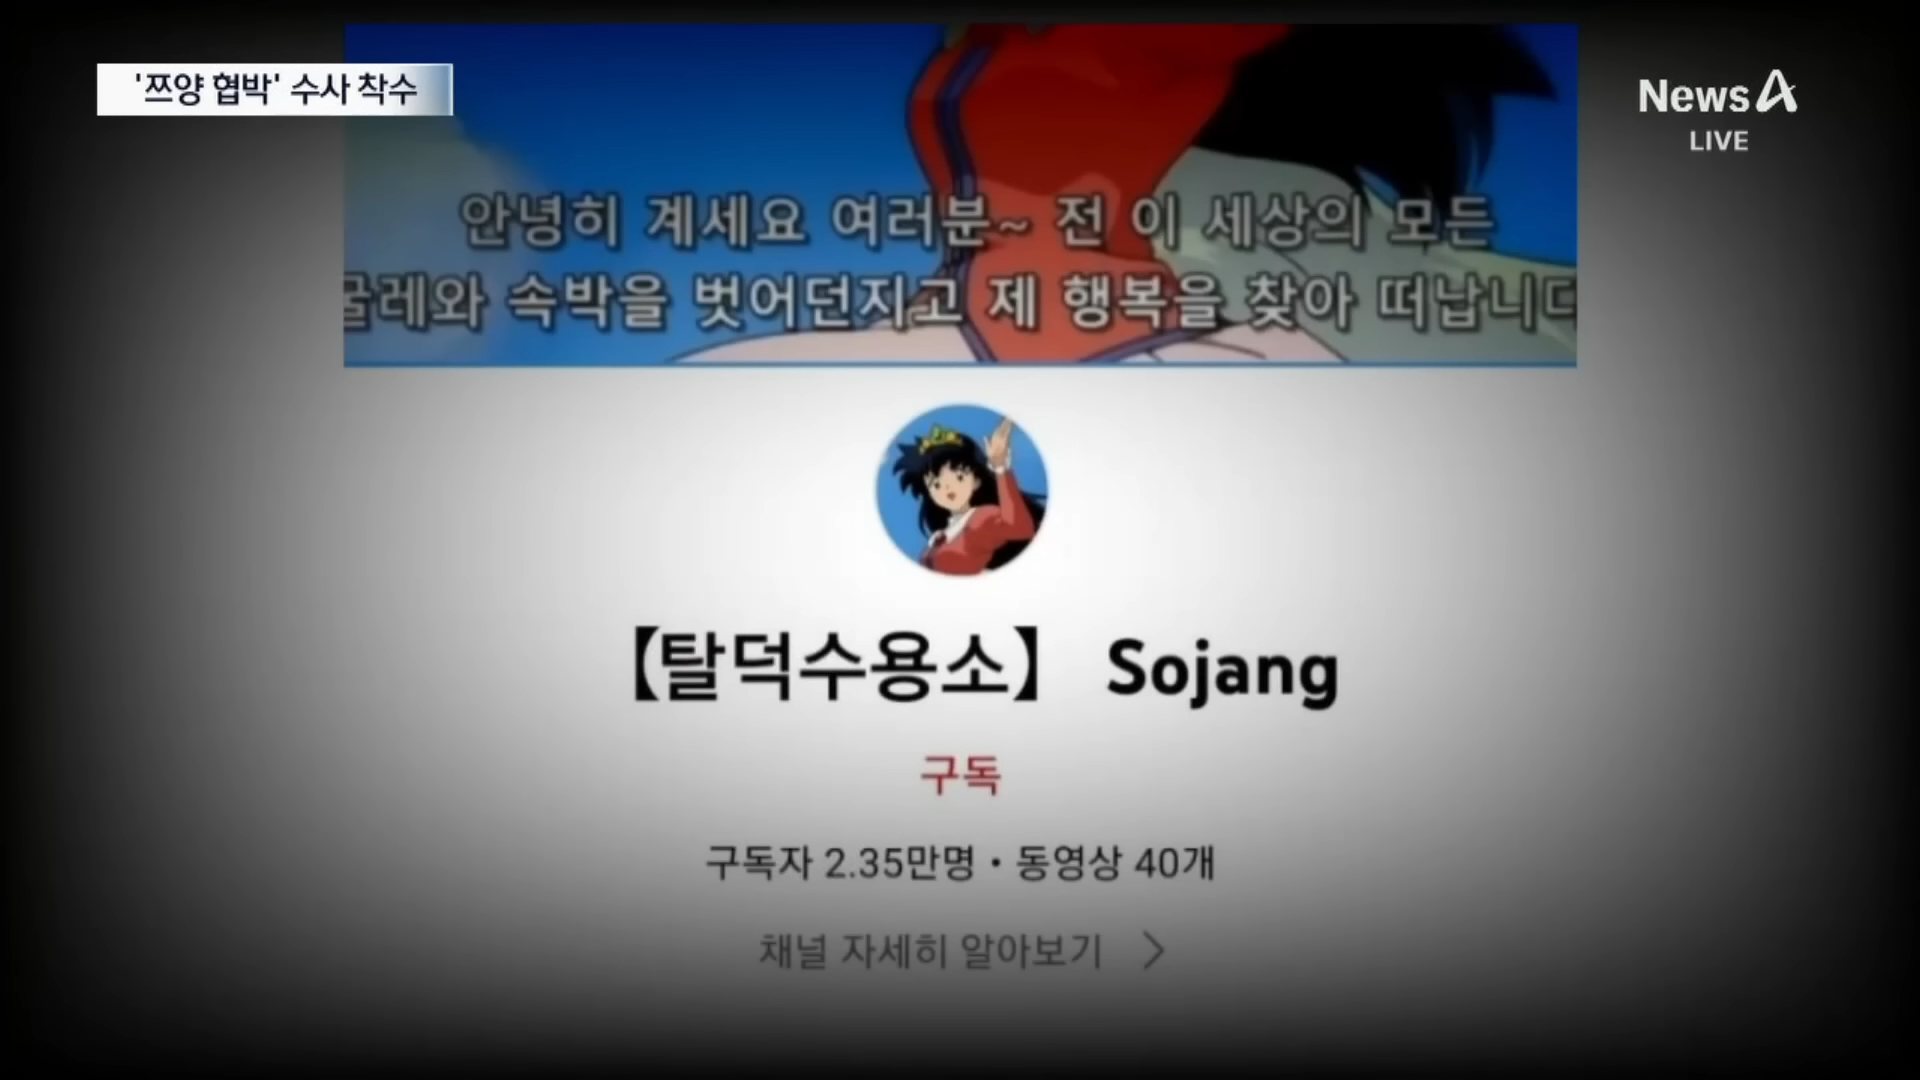 '쯔양 협박' 수사 착수
News A
LIVE
안녕히 계세요 여러분~ 전 이 세상의 모든
굴레와 속박을 벗어던지고 제 행복을 찾아 떠납니다
【탈덕수용소】 Sojang
구독
구독자 2.35만명 • 동영상 40개
채널 자세히 알아보기 >